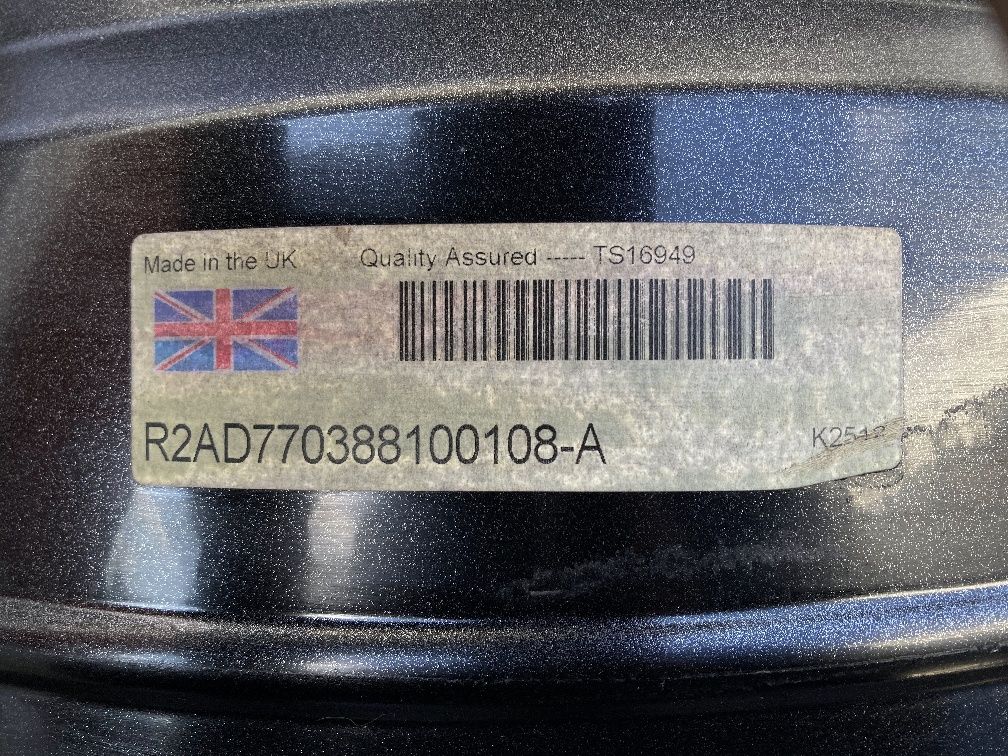 Made in the UK
Quality Assured ----- TS16949
R2AD770388100108-A